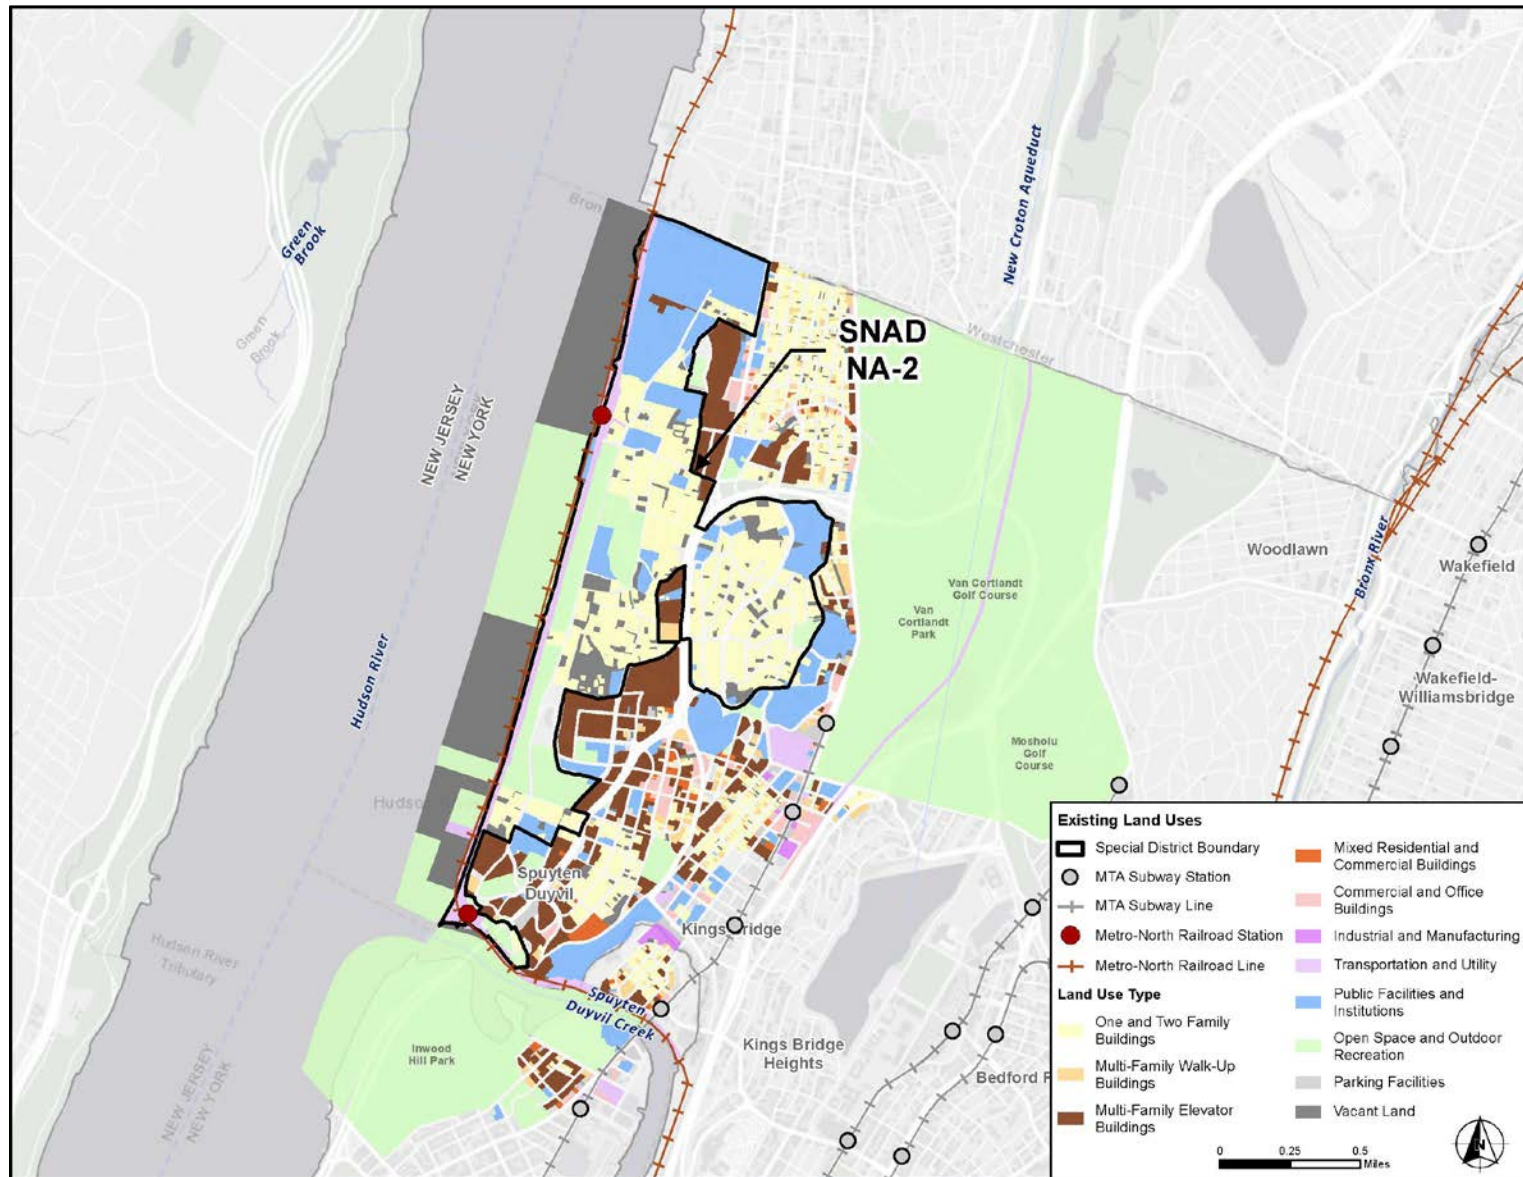 Green
Brook
Green
Brook
Bron
New Croton Aqueduct
Westchester
SNAD
NA-2
NEW JERSEY
NEW YORK
Hudson River
Woodlawn
Bronx River
Wakefield
Van Cortlandt
Golf Course
Van
Cortlandt
Park
Wakefield-
Williamsbridge
Mosholu
Golf
Course
Hudson River
Spuyten
Duyvil
Kings Bridge
Hudson River
Tributary
Spuyten
Duyvil Creek
Inwood
Hill Park
Kings Bridge
Heights
Bedford P
NEW JERSEY
NEW YORK
Existing Land Uses
Special District Boundary
MTA Subway Station
MTA Subway Line
Metro-North Railroad Station
Metro-North Railroad Line
Land Use Type
One and Two Family
Buildings
Multi-Family Walk-Up
Buildings
Multi-Family Elevator
Buildings
Mixed Residential and
Commercial Buildings
Commercial and Office
Buildings
Industrial and Manufacturing
Transportation and Utility
Public Facilities and
Institutions
Open Space and Outdoor
Recreation
Parking Facilities
Vacant Land
0 0.25 0.5
Miles
N